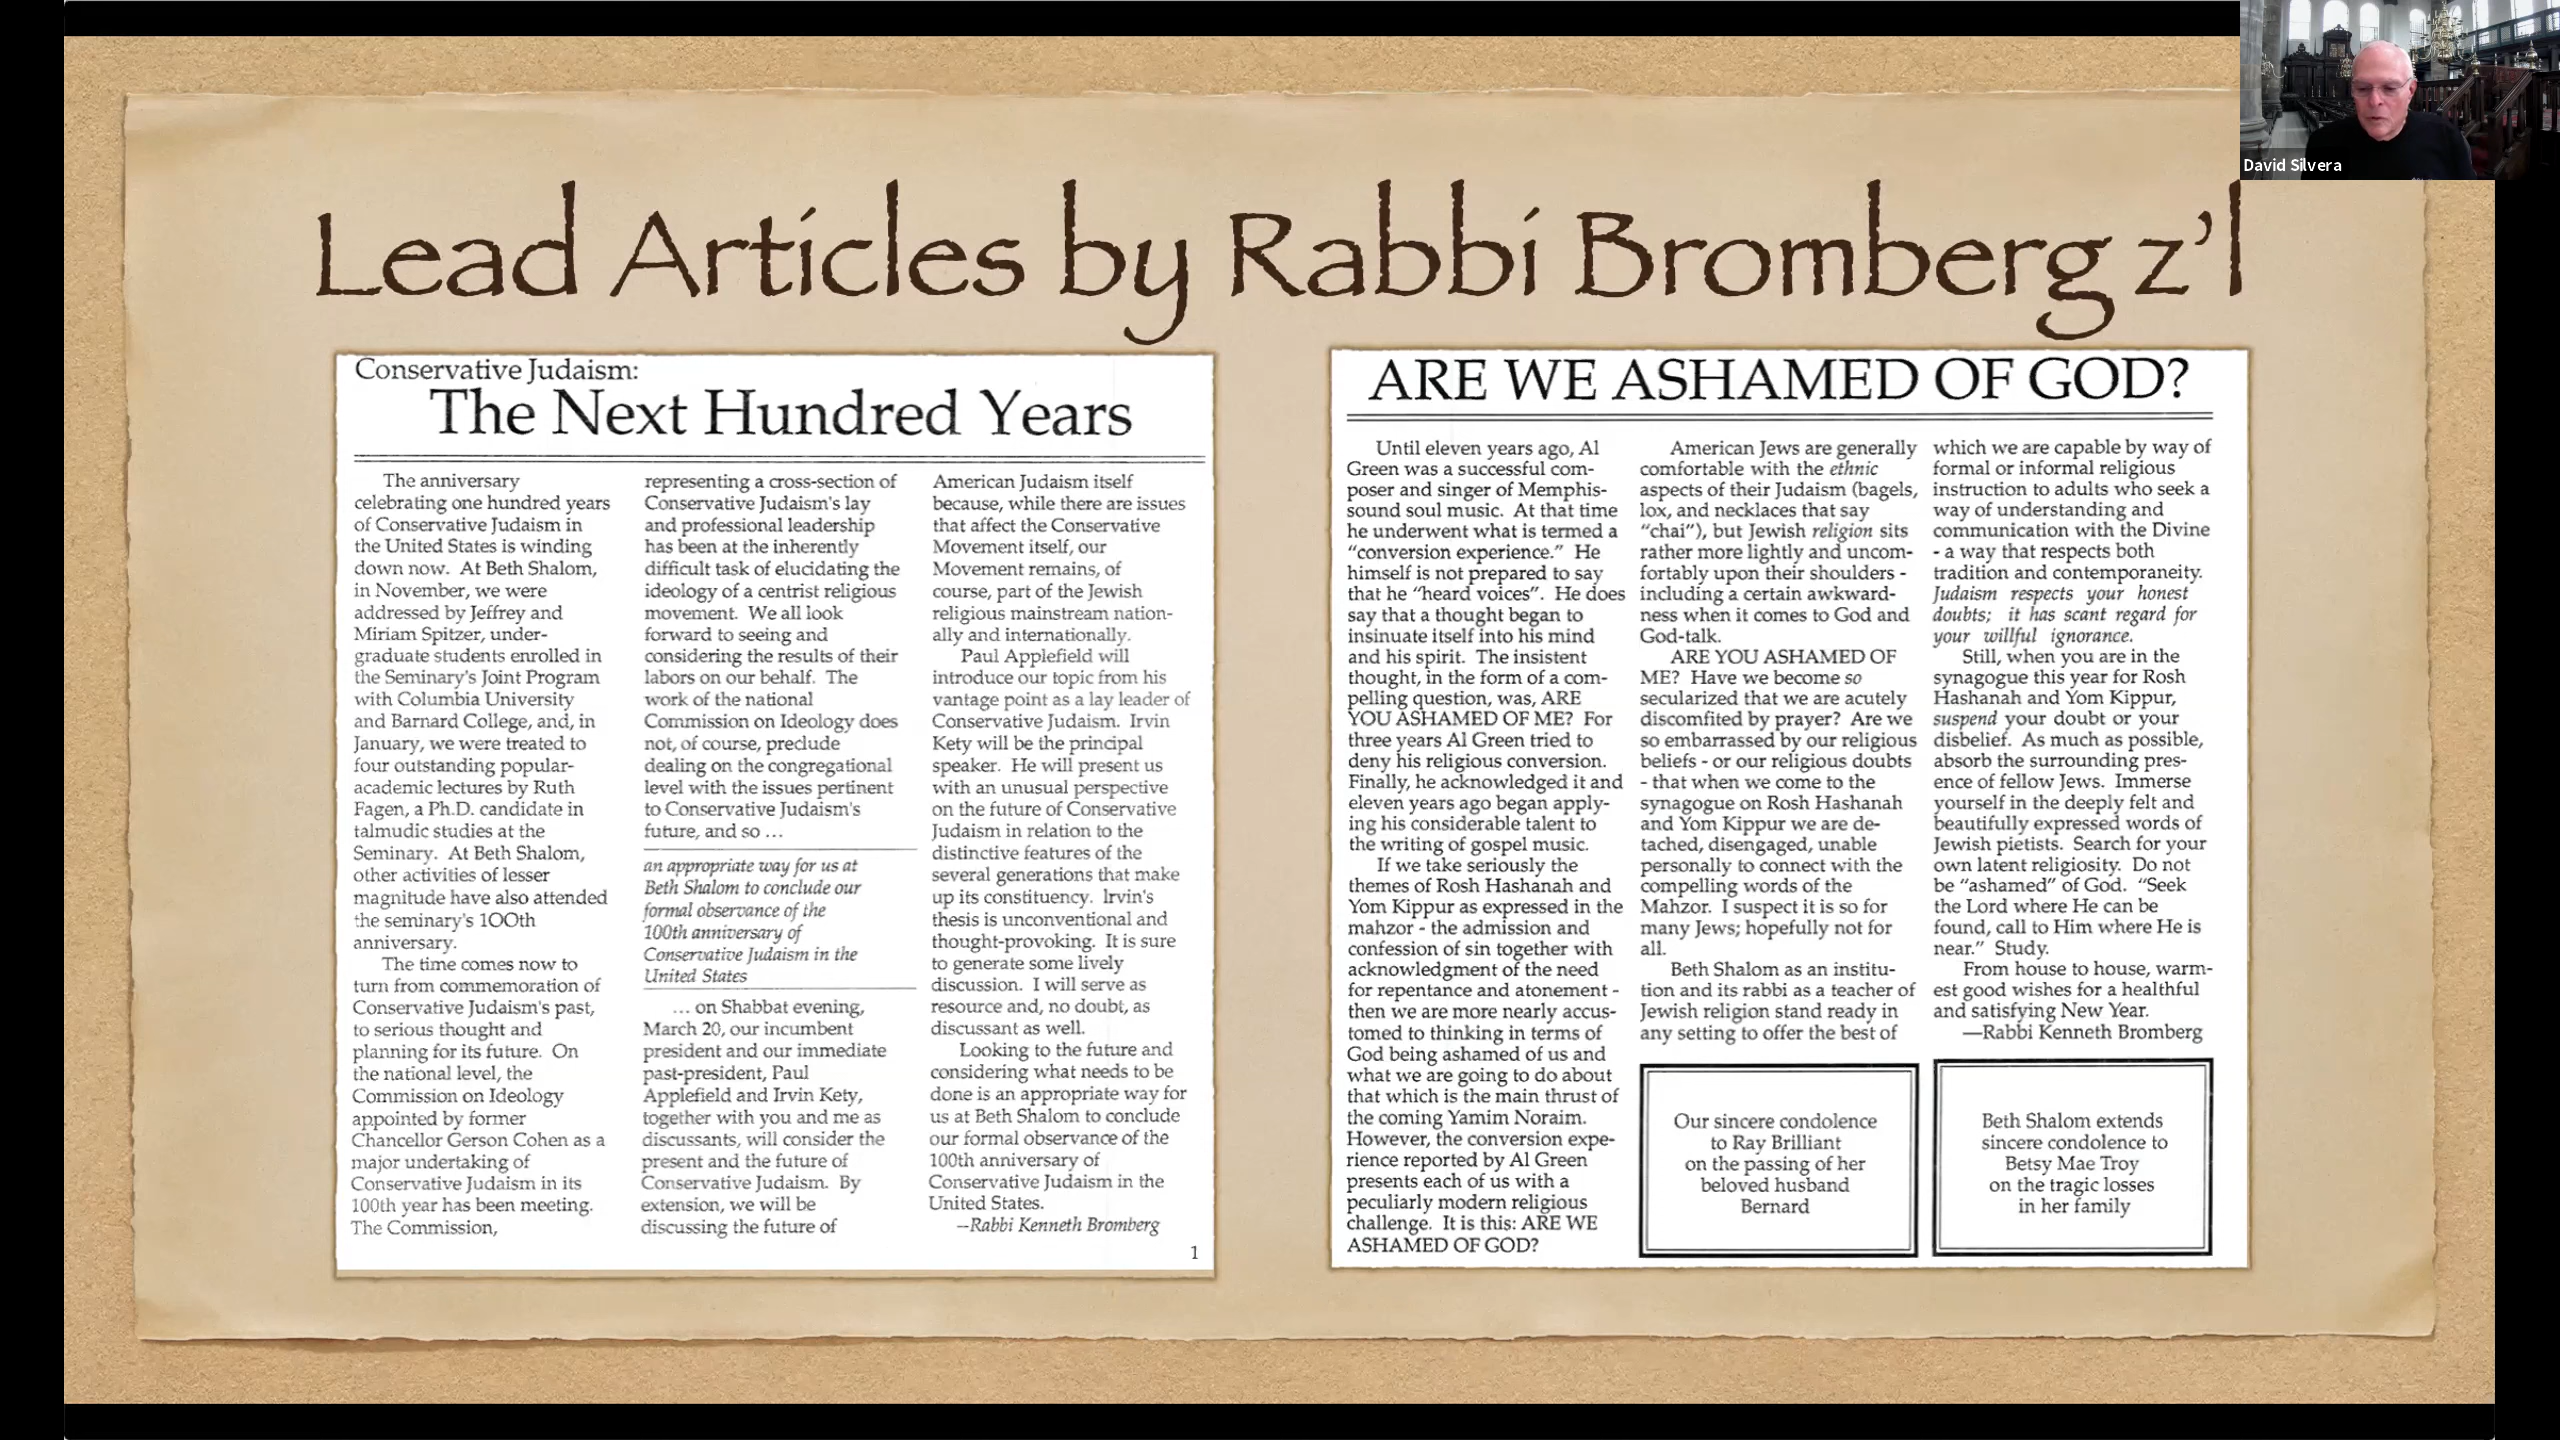 David Silvera
Lead Articles by Rabbi Bromberg z'l
Conservative Judaism:
The Next Hundred Years
The anniversary
celebrating one hundred years
of Conservative Judaism in
the United States is winding
down now. At Beth Shalom,
in November, we were
addressed by Jeffrey and
Miriam Spitzer, under-
graduate students enrolled in
the Seminary's Joint Program
with Columbia University
and Barnard College, and, in
January, we were treated to
four outstanding popular-
academic lectures by Ruth
Fagen, a Ph.D. candidate in
talmudic studies at the
Seminary. At Beth Shalom,
other activities of lesser
magnitude have also attended
the seminary's 100th
anniversary.
The time comes now to
turn from commemoration of
Conservative Judaism's past,
to serious thought and
planning for its future. On
the national level, the
Commission on Ideology
appointed by former
Chancellor Gerson Cohen as a
major undertaking of
Conservative Judaism in its
100th year has been meeting.
The Commission,
representing a cross-section of
Conservative Judaism's lay
and professional leadership
has been at the inherently
difficult task of elucidating the
ideology of a centrist religious
movement. We all look
forward to seeing and
considering the results of their
labors on our behalf. The
work of the national
Commission on Ideology does
not, of course, preclude
dealing on the congregational
level with the issues pertinent
to Conservative Judaism's
future, and so ...
an appropriate way for us at
Beth Shalom to conclude our
formal observance of the
100th anniversary of
Conservative Judaism in the
United States
... on Shabbat evening,
March 20, our incumbent
president and our immediate
past-president, Paul
Applefield and Irvin Kety,
together with you and me as
discussants, will consider the
present and the future of
Conservative Judaism. By
extension, we will be
discussing the future of
American Judaism itself
because, while there are issues
that affect the Conservative
Movement itself, our
Movement remains, of
course, part of the Jewish
religious mainstream nation-
ally and internationally.
Paul Applefield will
introduce our topic from his
vantage point as a lay leader of
Conservative Judaism. Irvin
Kety will be the principal
speaker. He will present us
with an unusual perspective
on the future of Conservative
Judaism in relation to the
distinctive features of the
several generations that make
up its constituency. Irvin's
thesis is unconventional and
thought-provoking. It is sure
to generate some lively
discussion. I will serve as
resource and, no doubt, as
discussant as well.
Looking to the future and
considering what needs to be
done is an appropriate way for
us at Beth Shalom to conclude
our formal observance of the
100th anniversary of
Conservative Judaism in the
United States.
--Rabbi Kenneth Bromberg
1
ARE WE ASHAMED OF GOD?
Until eleven years ago, Al
Green was a successful com-
poser and singer of Memphis-
sound soul music. At that time
he underwent what is termed a
“conversion experience.” He
himself is not prepared to say
that he “heard voices”. He does
say that a thought began to
insinuate itself into his mind
and his spirit. The insistent
thought, in the form of a com-
pelling question, was, ARE
YOU ASHAMED OF ME? For
three years Al Green tried to
deny his religious conversion.
Finally, he acknowledged it and
eleven years ago began apply-
ing his considerable talent to
the writing of gospel music.
If we take seriously the
themes of Rosh Hashanah and
Yom Kippur as expressed in the
mahzor - the admission and
confession of sin together with
acknowledgment of the need
for repentance and atonement -
then we are more nearly accus-
tomed to thinking in terms of
God being ashamed of us and
what we are going to do about
that which is the main thrust of
the coming Yamim Noraim.
However, the conversion expe-
rience reported by Al Green
presents each of us with a
peculiarly modern religious
challenge. It is this: ARE WE
ASHAMED OF GOD?
American Jews are generally
comfortable with the ethnic
aspects of their Judaism (bagels,
lox, and necklaces that say
“chai”), but Jewish religion sits
rather more lightly and uncom-
fortably upon their shoulders -
including a certain awkward-
ness when it comes to God and
God-talk.
ARE YOU ASHAMED OF
ME? Have we become so
secularized that we are acutely
discomfited by prayer? Are we
so embarrassed by our religious
beliefs - or our religious doubts
- that when we come to the
synagogue on Rosh Hashanah
and Yom Kippur we are de-
tached, disengaged, unable
personally to connect with the
compelling words of the
Mahzor. I suspect it is so for
many Jews; hopefully not for
all.
Beth Shalom as an institu-
tion and its rabbi as a teacher of
Jewish religion stand ready in
any setting to offer the best of
which we are capable by way of
formal or informal religious
instruction to adults who seek a
way of understanding and
communication with the Divine
- a way that respects both
tradition and contemporaneity.
Judaism respects your honest
doubts; it has scant regard for
your willful ignorance.
Still, when you are in the
synagogue this year for Rosh
Hashanah and Yom Kippur,
suspend your doubt or your
disbelief. As much as possible,
absorb the surrounding pres-
ence of fellow Jews. Immerse
yourself in the deeply felt and
beautifully expressed words of
Jewish pietists. Search for your
own latent religiosity. Do not
be “ashamed” of God. “Seek
the Lord where He can be
found, call to Him where He is
near.” Study.
From house to house, warm-
est good wishes for a healthful
and satisfying New Year.
—Rabbi Kenneth Bromberg
Our sincere condolence
to Ray Brilliant
on the passing of her
beloved husband
Bernard
Beth Shalom extends
sincere condolence to
Betsy Mae Troy
on the tragic losses
in her family